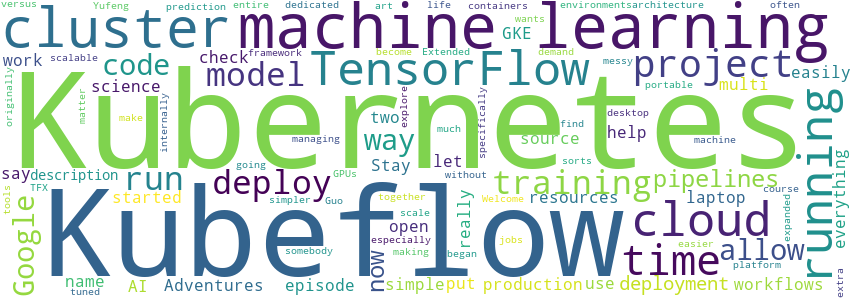 versus Yufeng prediction entire dedicated art life containers environments architecture often
cluster machine learning
wants
GKE
work scalable check framework become Extended demand messy portable
code TensorFlow project easily
science model multi
originally
Kubernetes
matter
make
internally
explore
specifically
find desktop
managing much
two way source help
Stay
say description going without sorts machine
TFX GPUs let
run deploy training pipelines
tools
started simpler Guo together Welcome course
Google Kubeflow resources laptop
really
open cloud allow
everything
running
scale expanded
somebody especially jobs easier platform
name now making began time
AI Adventures episode simple put production use deployment workflows
tuned
extra